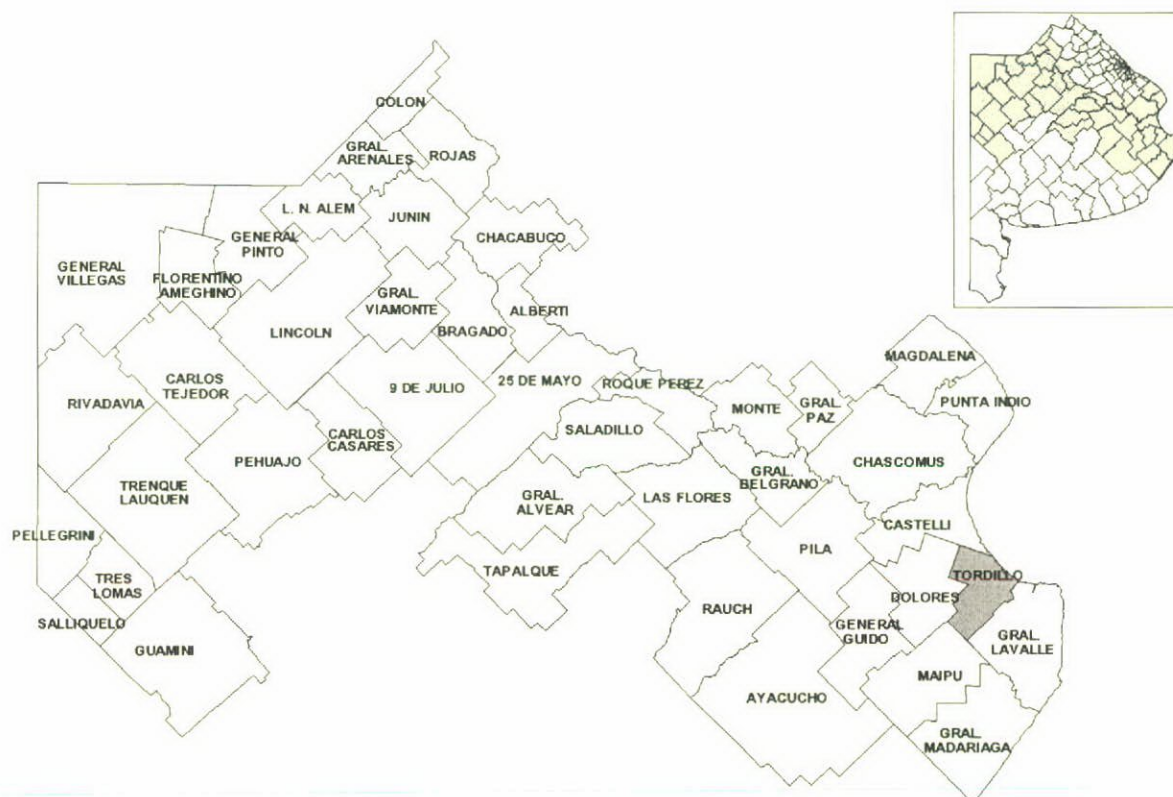 COLON
GRAL.
ARENALES
ROJAS
L. N. ALEM
JUNIN
CHACABUCO
GENERAL
PINTO
GENERAL
VILLEGAS
FLORENTINO
AMEGHINO
GRAL.
VIAMONTE
ALBERTI
LINCOLN
BRAGADO
MAGDALENA
CARLOS
TEJEDOR
9 DE JULIO
25 DE MAYO
ROQUE PEREZ
RIVADAVIA
MONTE
GRAL.
PAZ
PUNTA INDIO
SALADILLO
CARLOS
CASARES
PEHUAJO
CHASCOMUS
TRENQUE
LAUQUEN
GRAL.
BELGRANO
LAS FLORES
GRAL.
ALVEAR
CASTELLI
PELLEGRINI
PILA
TAPALQUE
TORDILLO
TRES
LOMAS
DOLORES
RAUCH
SALLIQUELO
GENERAL
GUIDO
GRAL.
LAVALLE
GUAMINI
MAIPU
AYACUCHO
GRAL.
MADARIAGA